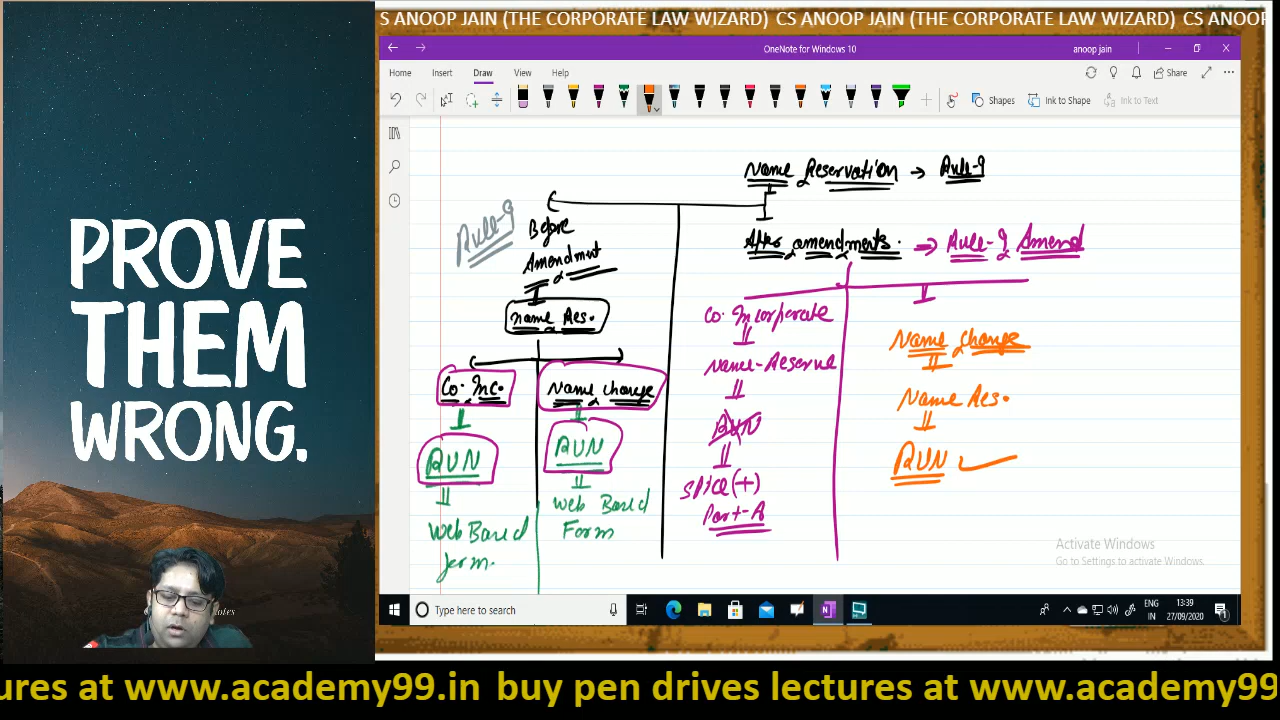 S ANOOP JAIN (THE CORPORATE LAW WIZARD) CS ANOOP JAIN (THE CORPORATE LAW WIZARD) CS ANOOP
OneNote for Windows 10
anoop jain
Home Insert Draw View Help
Share
Shapes Ink to Shape Ink to Text
PROVE
THEM
WRONG.
Name Reservation → Rule-9
Rule-9
Before
Amendment
After amendments. ⇒ Rule-9 Amend
Name Res.
Co. Inc.
Name change
RUN
RUN
Web Based
Form.
Web Based
Form
Co. Incorporate
Name-Reserve
RUN
Spice (+)
Part-A
Name change
Name Res.
RUN
Activate Windows
Go to Settings to activate Windows.
otes
Type here to search
ENG
IN
13:39
27/09/2020
ures at www.academy99.in buy pen drives lectures at www.academy99